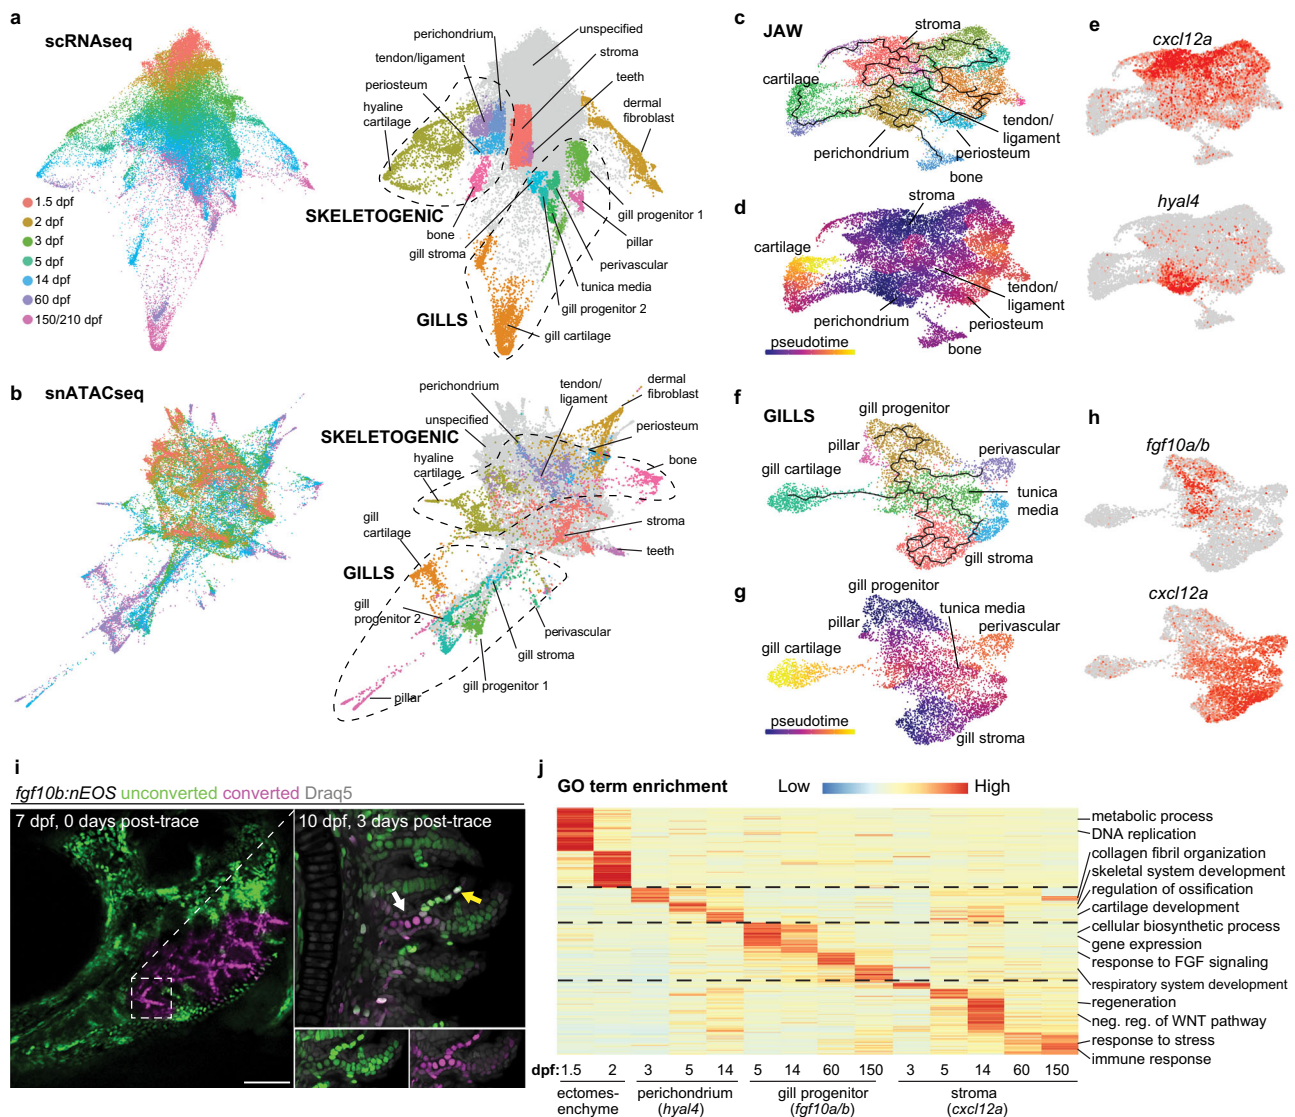 a
scRNAseq
1.5 dpf
2 dpf
3 dpf
5 dpf
14 dpf
60 dpf
150/210 dpf
perichondrium
tendon/ligament
periosteum
hyaline
cartilage
unspecified
stroma
teeth
dermal
fibroblast
SKELETOGENIC
bone
gill stroma
GILLS
gill progenitor 1
pillar
perivascular
tunica media
gill progenitor 2
gill cartilage
b
snATACseq
perichondrium
unspecified
SKELETOGENIC
hyaline
cartilage
tendon/
ligament
dermal
fibroblast
periosteum
bone
stroma
teeth
gill
cartilage
GILLS
gill
progenitor 2
perivascular
gill stroma
gill progenitor 1
pillar
c
JAW
stroma
cartilage
tendon/
ligament
perichondrium
periosteum
bone
d
stroma
cartilage
tendon/
ligament
perichondrium
periosteum
pseudotime
bone
e
cxcl12a
hyal4
f
GILLS
gill progenitor
pillar
perivascular
gill cartilage
tunica
media
gill stroma
g
gill progenitor
tunica media
pillar
perivascular
gill cartilage
pseudotime
gill stroma
h
fgf10a/b
cxcl12a
i
fgf10b:nEOS unconverted converted Draq5
7 dpf, 0 days post-trace
10 dpf, 3 days post-trace
j
GO term enrichment
Low
High
metabolic process
DNA replication
collagen fibril organization
skeletal system development
regulation of ossification
cartilage development
cellular biosynthetic process
gene expression
response to FGF signaling
respiratory system development
regeneration
neg. reg. of WNT pathway
response to stress
immune response
dpf: 1.5 2 3 5 14 5 14 60 150 3 5 14 60 150
ectomes-
enchyme
perichondrium
(hyal4)
gill progenitor
(fgf10a/b)
stroma
(cxcl12a)